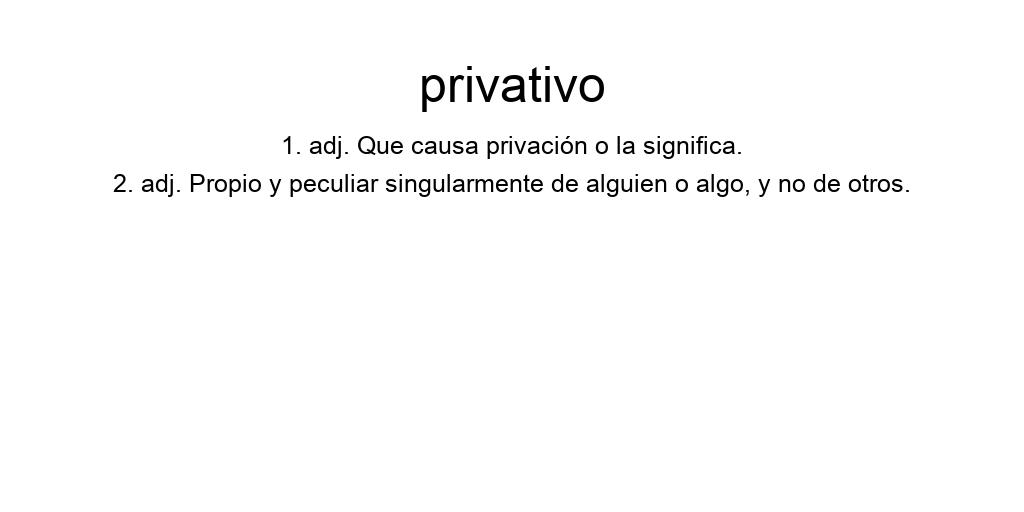 privativo
1. adj. Que causa privación o la significa.
2. adj. Propio y peculiar singularmente de alguien o algo, y no de otros.